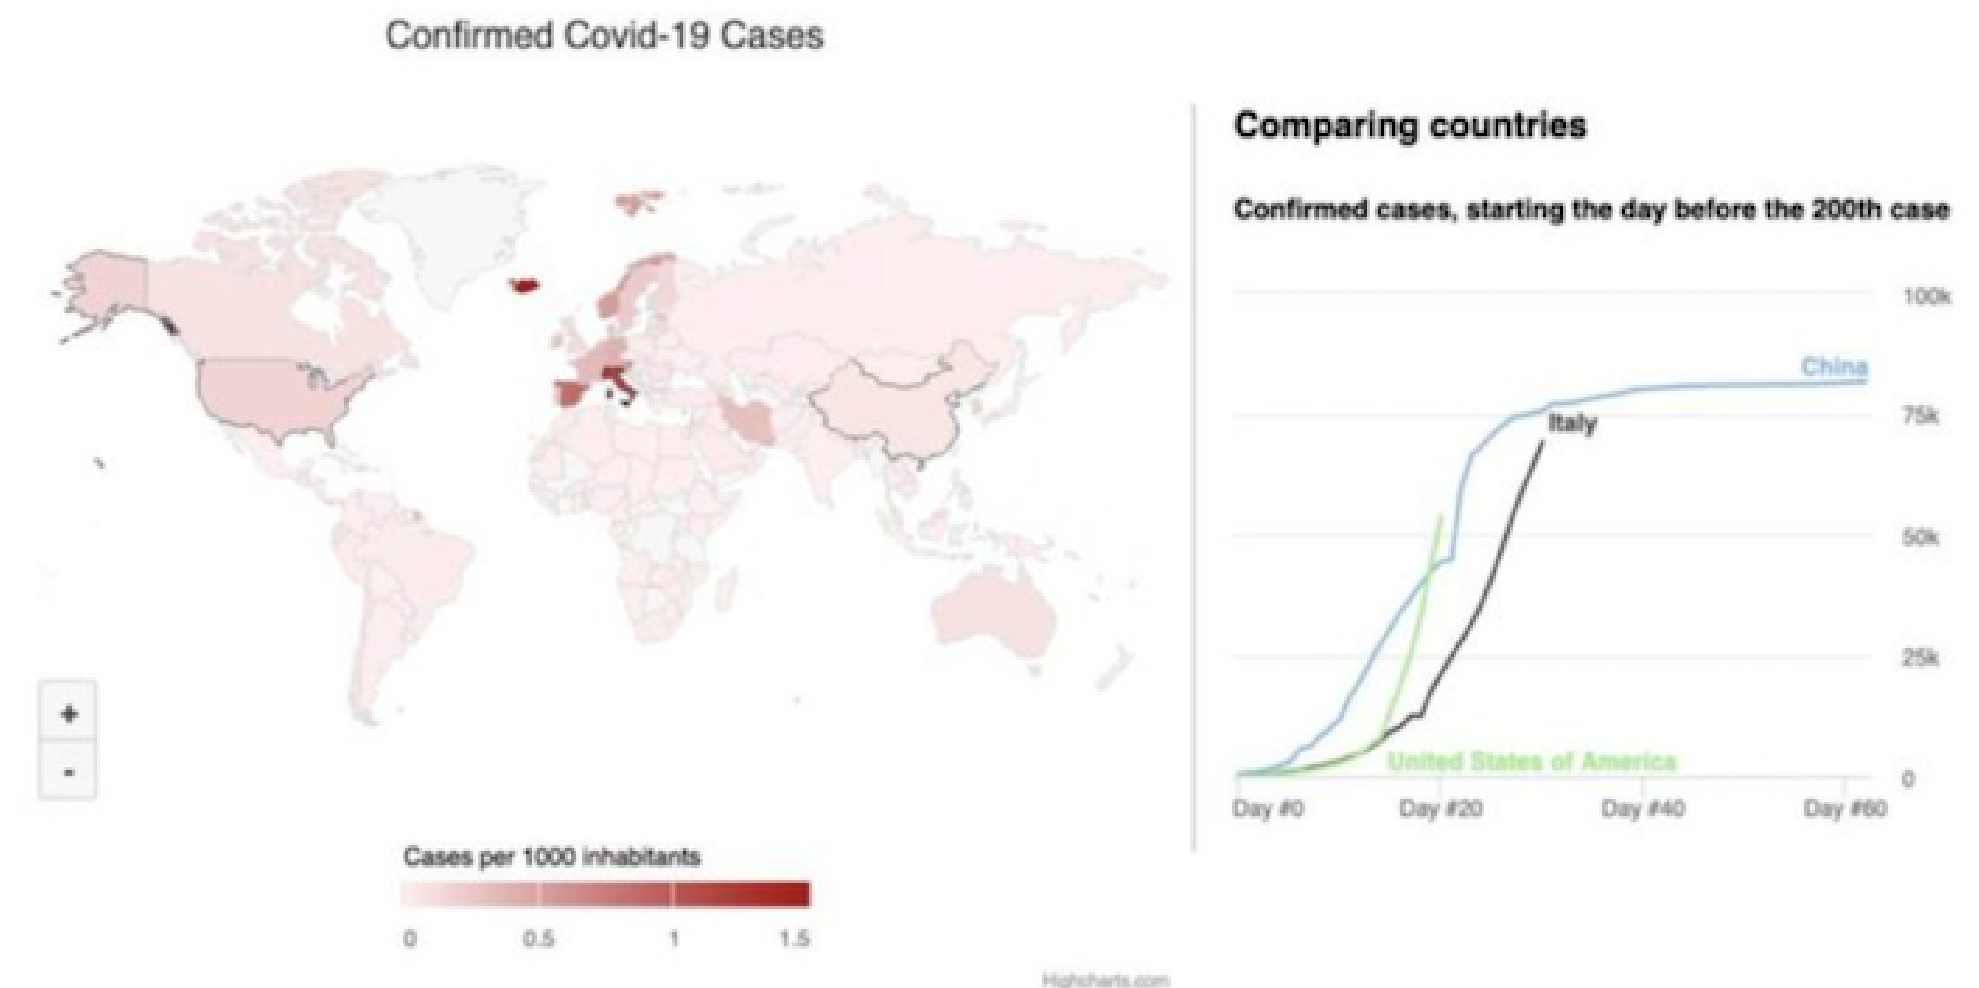 Confirmed Covid-19 Cases
Comparing countries
Confirmed cases, starting the day before the 200th case
100k
China
75k
Italy
50k
25k
United States of America
0
Day #0
Day #20
Day #40
Day #60
+
-
Cases per 1000 inhabitants
0
0.5
1
1.5
Highcharts.com